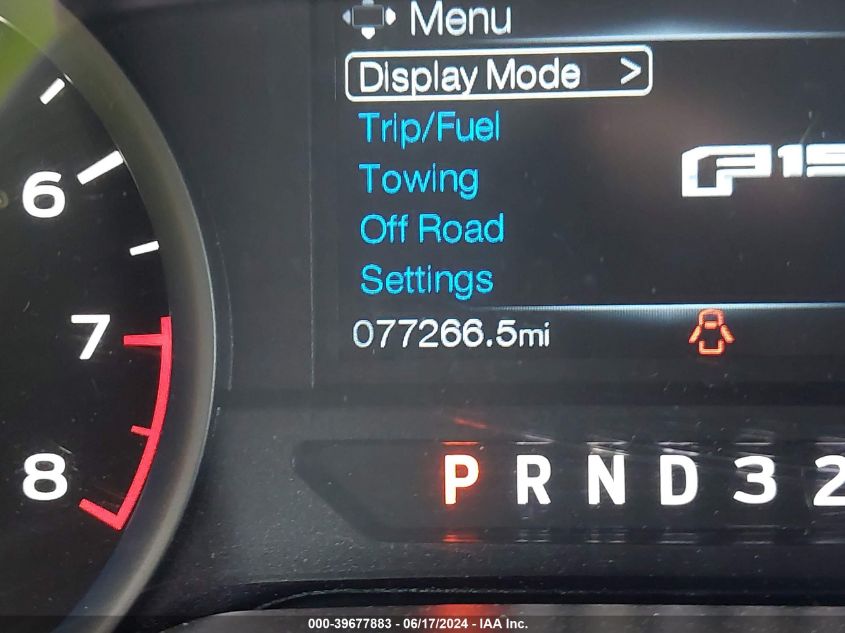 Menu
Display Mode >
Trip/Fuel
Towing
Off Road
Settings
F15
077266.5mi
6
7
8
P R N D 3 2
000-39677883 - 06/17/2024 - IAA Inc.